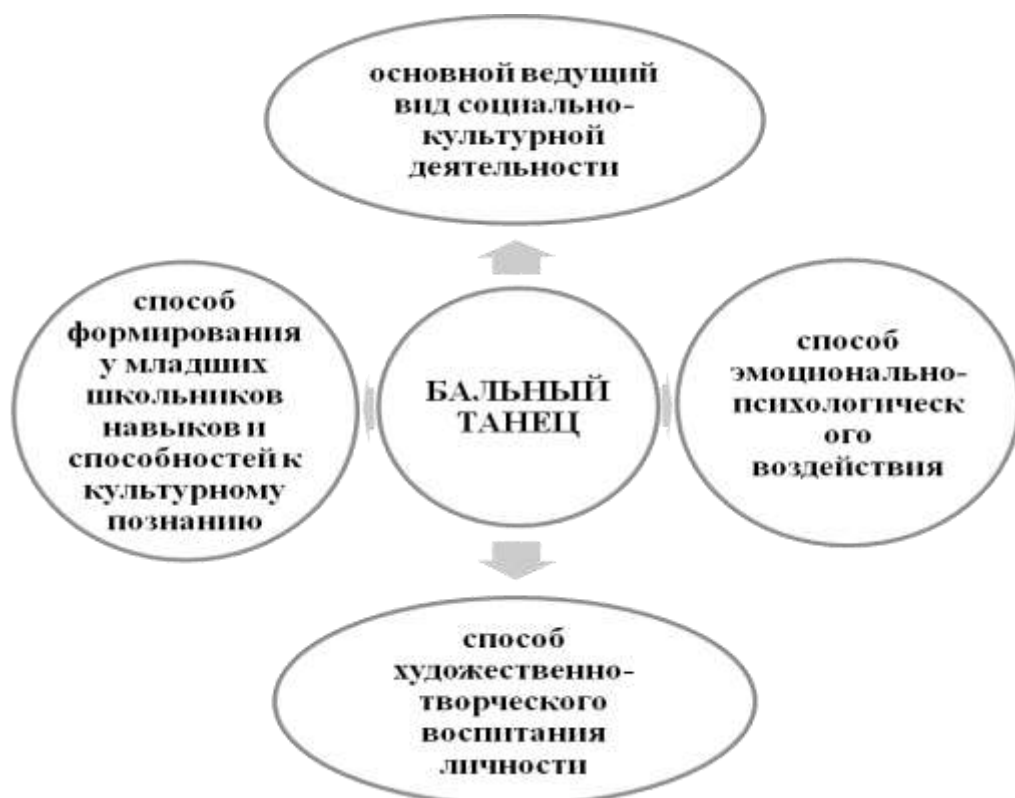 основной ведущий
вид социально-
культурной
деятельности
способ
формирования
у младших
школьников
навыков и
способностей к
культурному
познанию
БАЛЬНЫЙ
ТАНЕЦ
способ
эмоционально-
психологическ
ого
воздействия
способ
художественно-
творческого
воспитания
личности